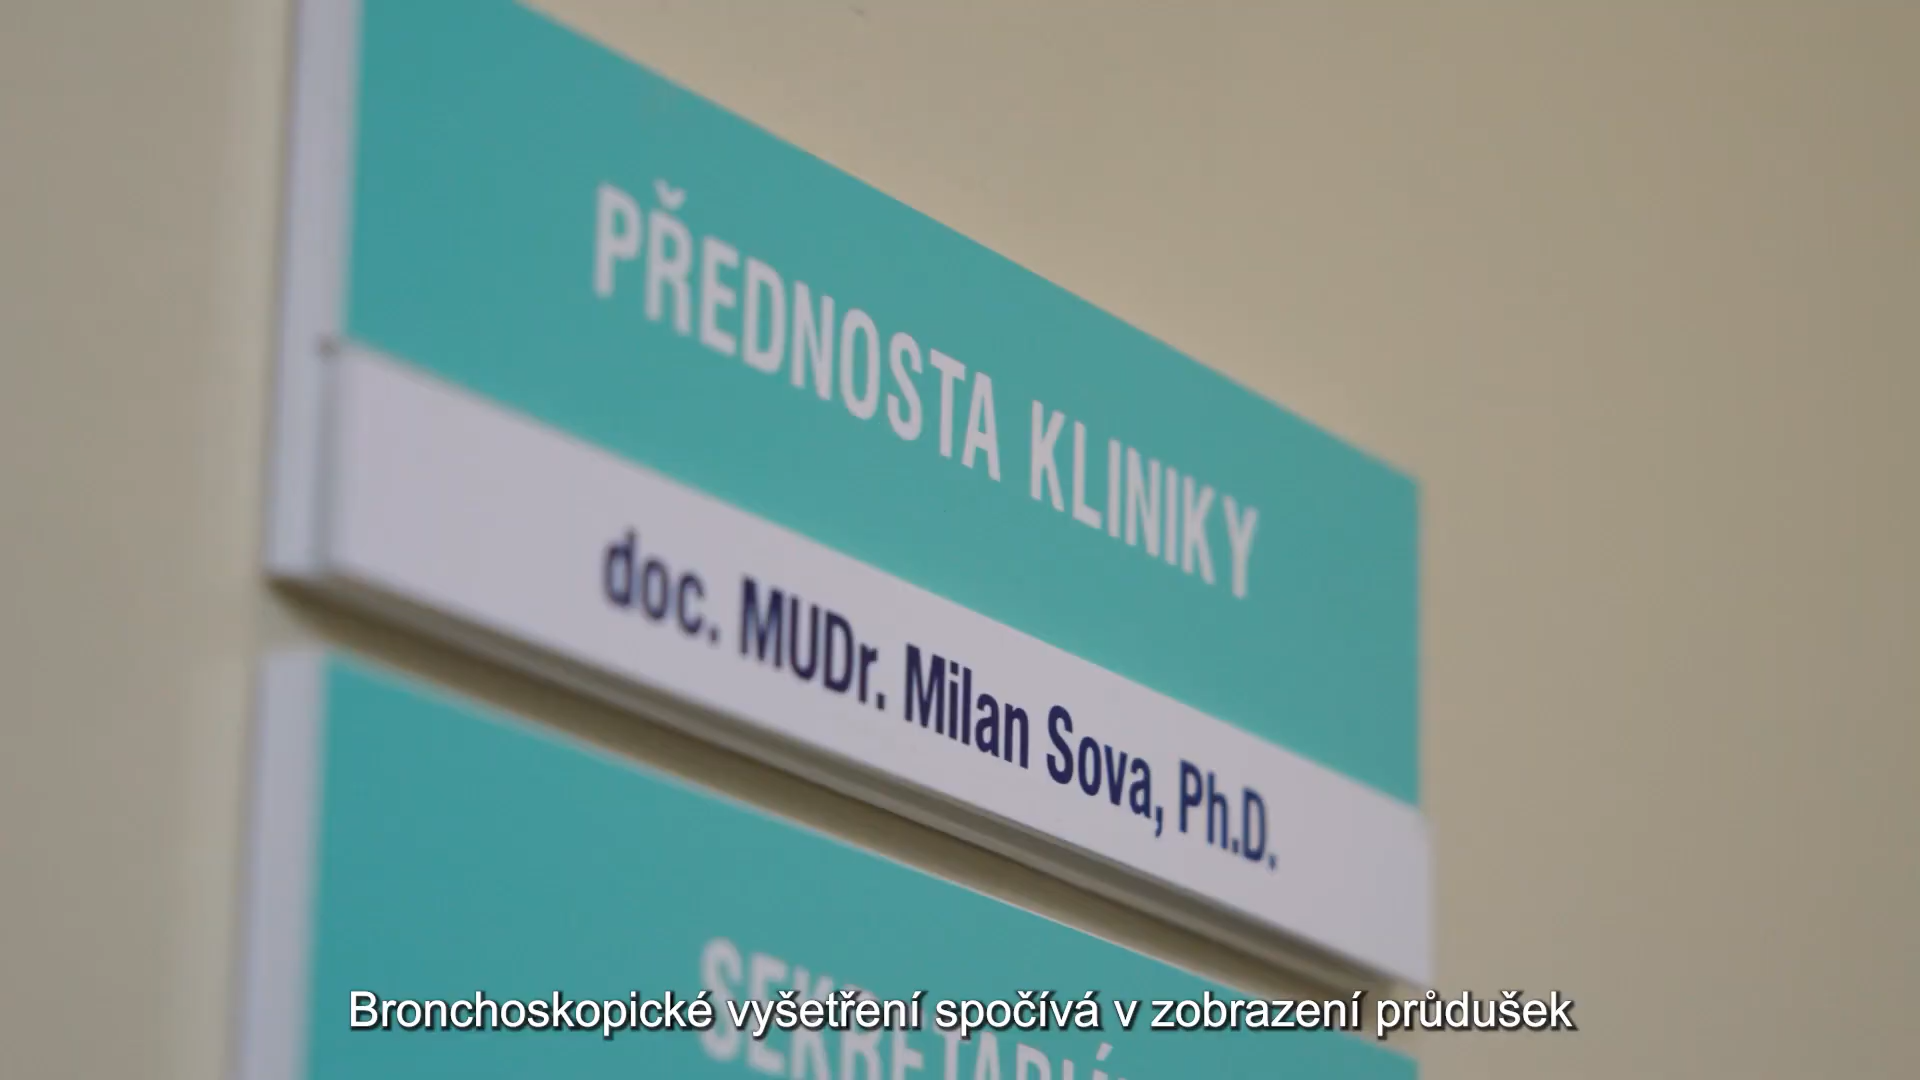 PŘEDNOSTA KLINIKY
doc. MUDr. Milan Sova, Ph.D.
Bronchoskopické vyšetření spočívá v zobrazení průdušek